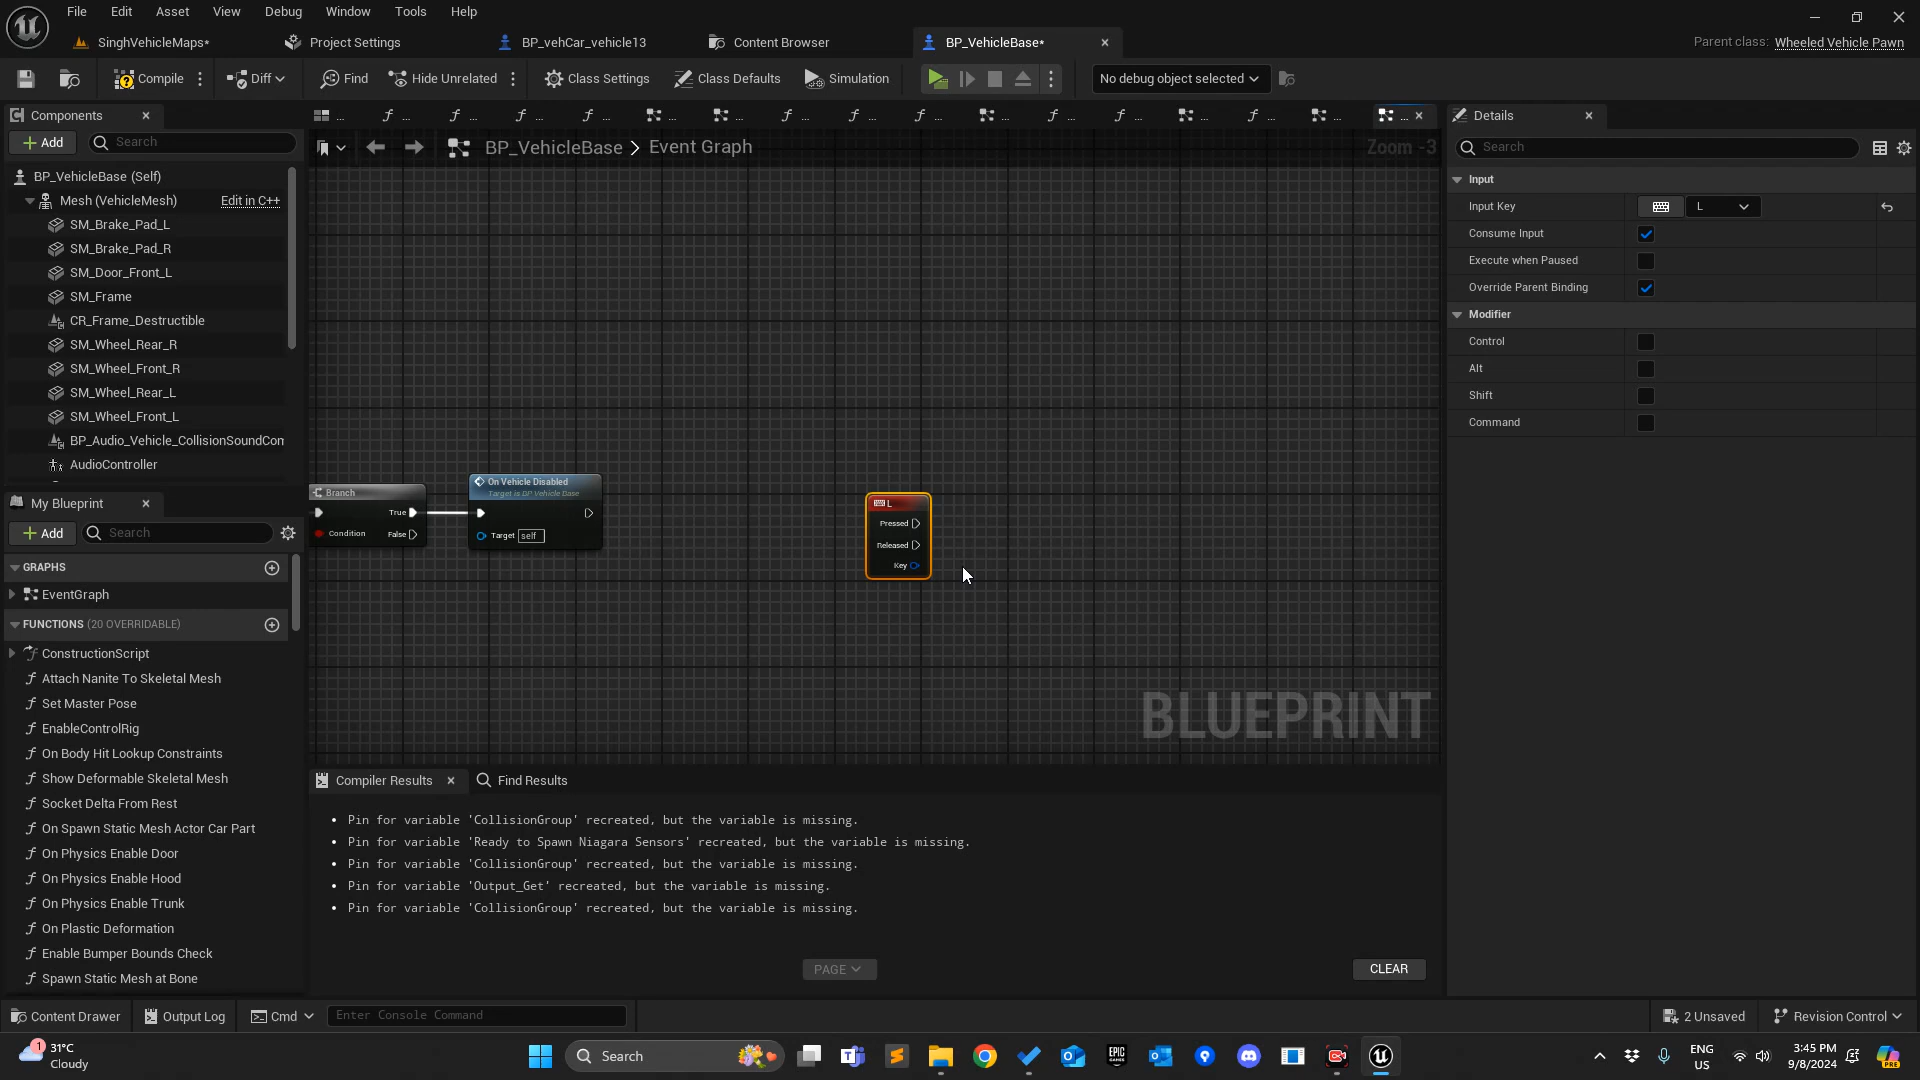 File Edit Asset View Debug Window Tools Help
SinghVehicleMaps* Project Settings BP_vehCar_vehicle13 Content Browser BP_VehicleBase* Parent class: Wheeled Vehicle Pawn
Compile Diff Find Hide Unrelated Class Settings Class Defaults Simulation No debug object selected
Components
Add Search
BP_VehicleBase (Self)
Mesh (VehicleMesh) Edit in C++
SM_Brake_Pad_L
SM_Brake_Pad_R
SM_Door_Front_L
SM_Frame
CR_Frame_Destructible
SM_Wheel_Rear_R
SM_Wheel_Front_R
SM_Wheel_Rear_L
SM_Wheel_Front_L
BP_Audio_Vehicle_CollisionSoundCon
AudioController
My Blueprint
Add Search
GRAPHS
EventGraph
FUNCTIONS (20 OVERRIDABLE)
ConstructionScript
Attach Nanite To Skeletal Mesh
Set Master Pose
EnableControlRig
On Body Hit Lookup Constraints
Show Deformable Skeletal Mesh
Socket Delta From Rest
On Spawn Static Mesh Actor Car Part
On Physics Enable Door
On Physics Enable Hood
On Physics Enable Trunk
On Plastic Deformation
Enable Bumper Bounds Check
Spawn Static Mesh at Bone
BP_VehicleBase > Event Graph Zoom -3
Branch
True
Condition False
On Vehicle Disabled
Target is BP Vehicle Base
Target self
L
Pressed
Released
Key
BLUEPRINT
Compiler Results Find Results
• Pin for variable 'CollisionGroup' recreated, but the variable is missing.
• Pin for variable 'Ready to Spawn Niagara Sensors' recreated, but the variable is missing.
• Pin for variable 'CollisionGroup' recreated, but the variable is missing.
• Pin for variable 'Output_Get' recreated, but the variable is missing.
• Pin for variable 'CollisionGroup' recreated, but the variable is missing.
PAGE CLEAR
Details
Search
Input
Input Key L
Consume Input
Execute when Paused
Override Parent Binding
Modifier
Control
Alt
Shift
Command
Content Drawer Output Log Cmd Enter Console Command 2 Unsaved Revision Control
1 31°C
Cloudy
Search
EPIC GAMES
ENG
US
3:45 PM
9/8/2024
PRE